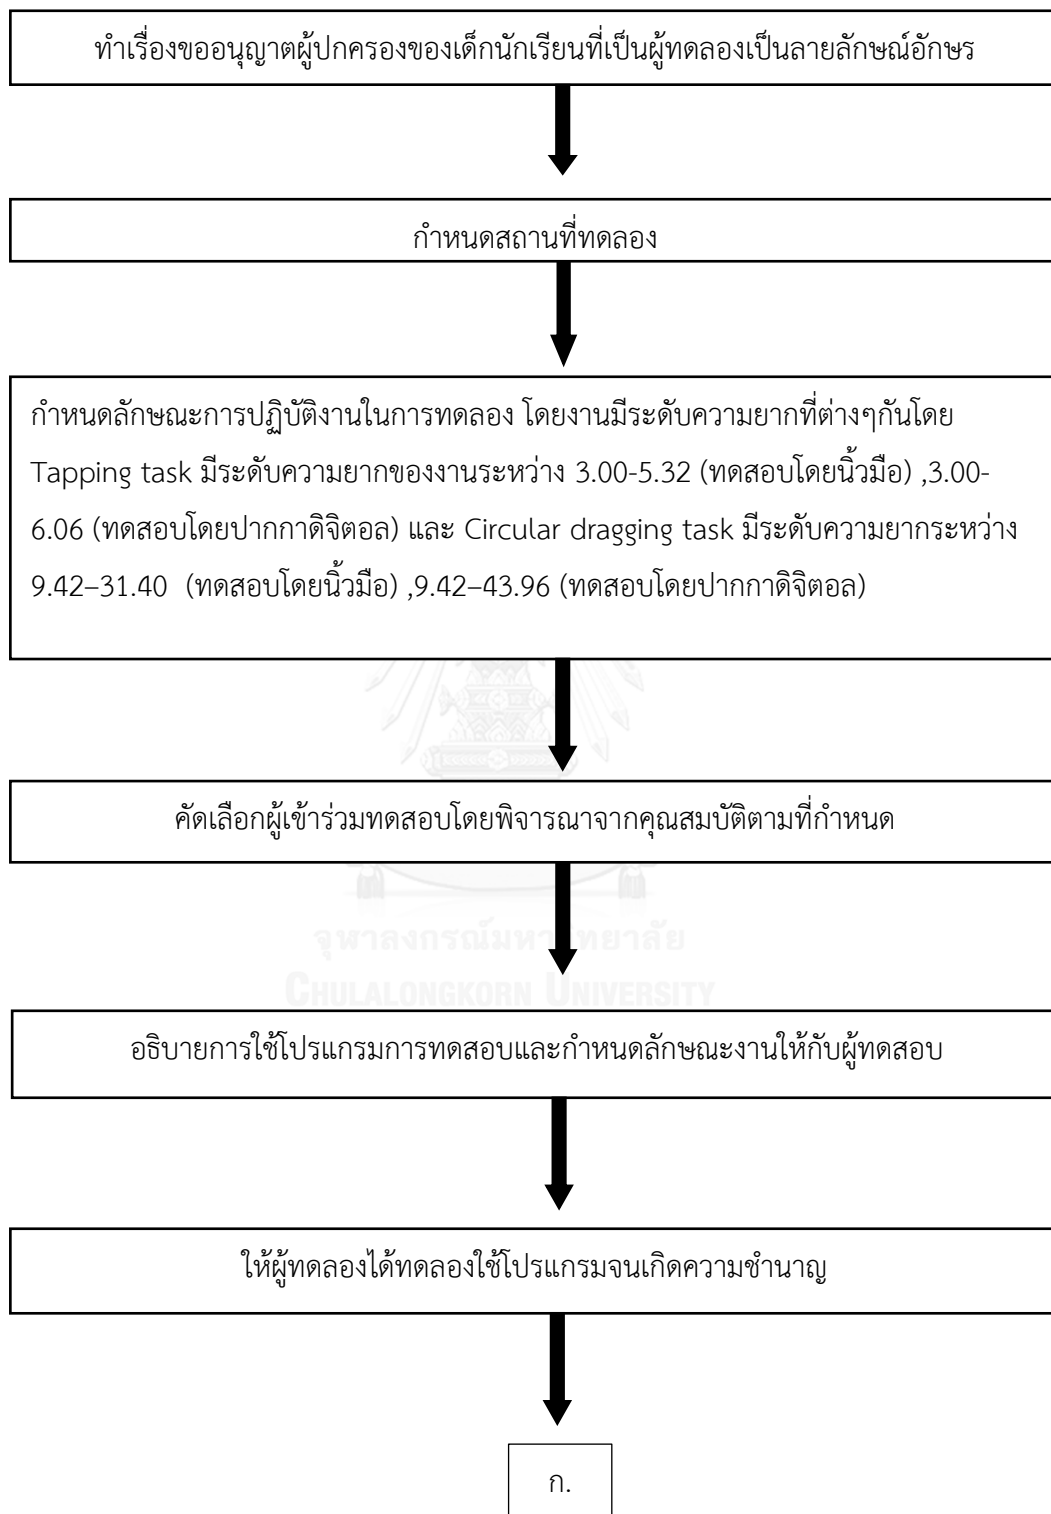 ทำเรื่องขออนุญาตผู้ปกครองของเด็กนักเรียนที่เป็นผู้ทดลองเป็นลายลักษณ์อักษร
กำหนดสถานที่ทดลอง
กำหนดลักษณะการปฏิบัติงานในการทดลอง โดยงานมีระดับความยากที่ต่างๆกันโดย
Tapping task มีระดับความยากของงานระหว่าง 3.00-5.32 (ทดสอบโดยนิ้วมือ) ,3.00-
6.06 (ทดสอบโดยปากกาดิจิตอล) และ Circular dragging task มีระดับความยากระหว่าง
9.42–31.40 (ทดสอบโดยนิ้วมือ) ,9.42–43.96 (ทดสอบโดยปากกาดิจิตอล)
คัดเลือกผู้เข้าร่วมทดสอบโดยพิจารณาจากคุณสมบัติตามที่กำหนด
จุฬาลงกรณ์มหาวิทยาลัย
CHULALONGKORN UNIVERSITY
อธิบายการใช้โปรแกรมการทดสอบและกำหนดลักษณะงานให้กับผู้ทดสอบ
ให้ผู้ทดลองได้ทดลองใช้โปรแกรมจนเกิดความชำนาญ
ก.